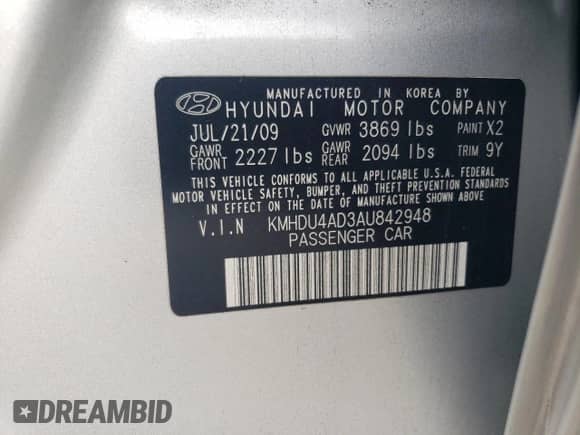 MANUFACTURED IN KOREA BY
HYUNDAI MOTOR COMPANY
JUL/21/09 GVWR 3869 lbs PAINT X2
GAWR FRONT 2227 lbs GAWR REAR 2094 lbs TRIM 9Y
THIS VEHICLE CONFORMS TO ALL APPLICABLE U.S.A. FEDERAL
MOTOR VEHICLE SAFETY, BUMPER, AND THEFT PREVENTION STANDARDS
IN EFFECT ON THE DATE OF MANUFACTURE SHOWN ABOVE
V.I.N KMHDU4AD3AU842948
PASSENGER CAR
DREAMBID